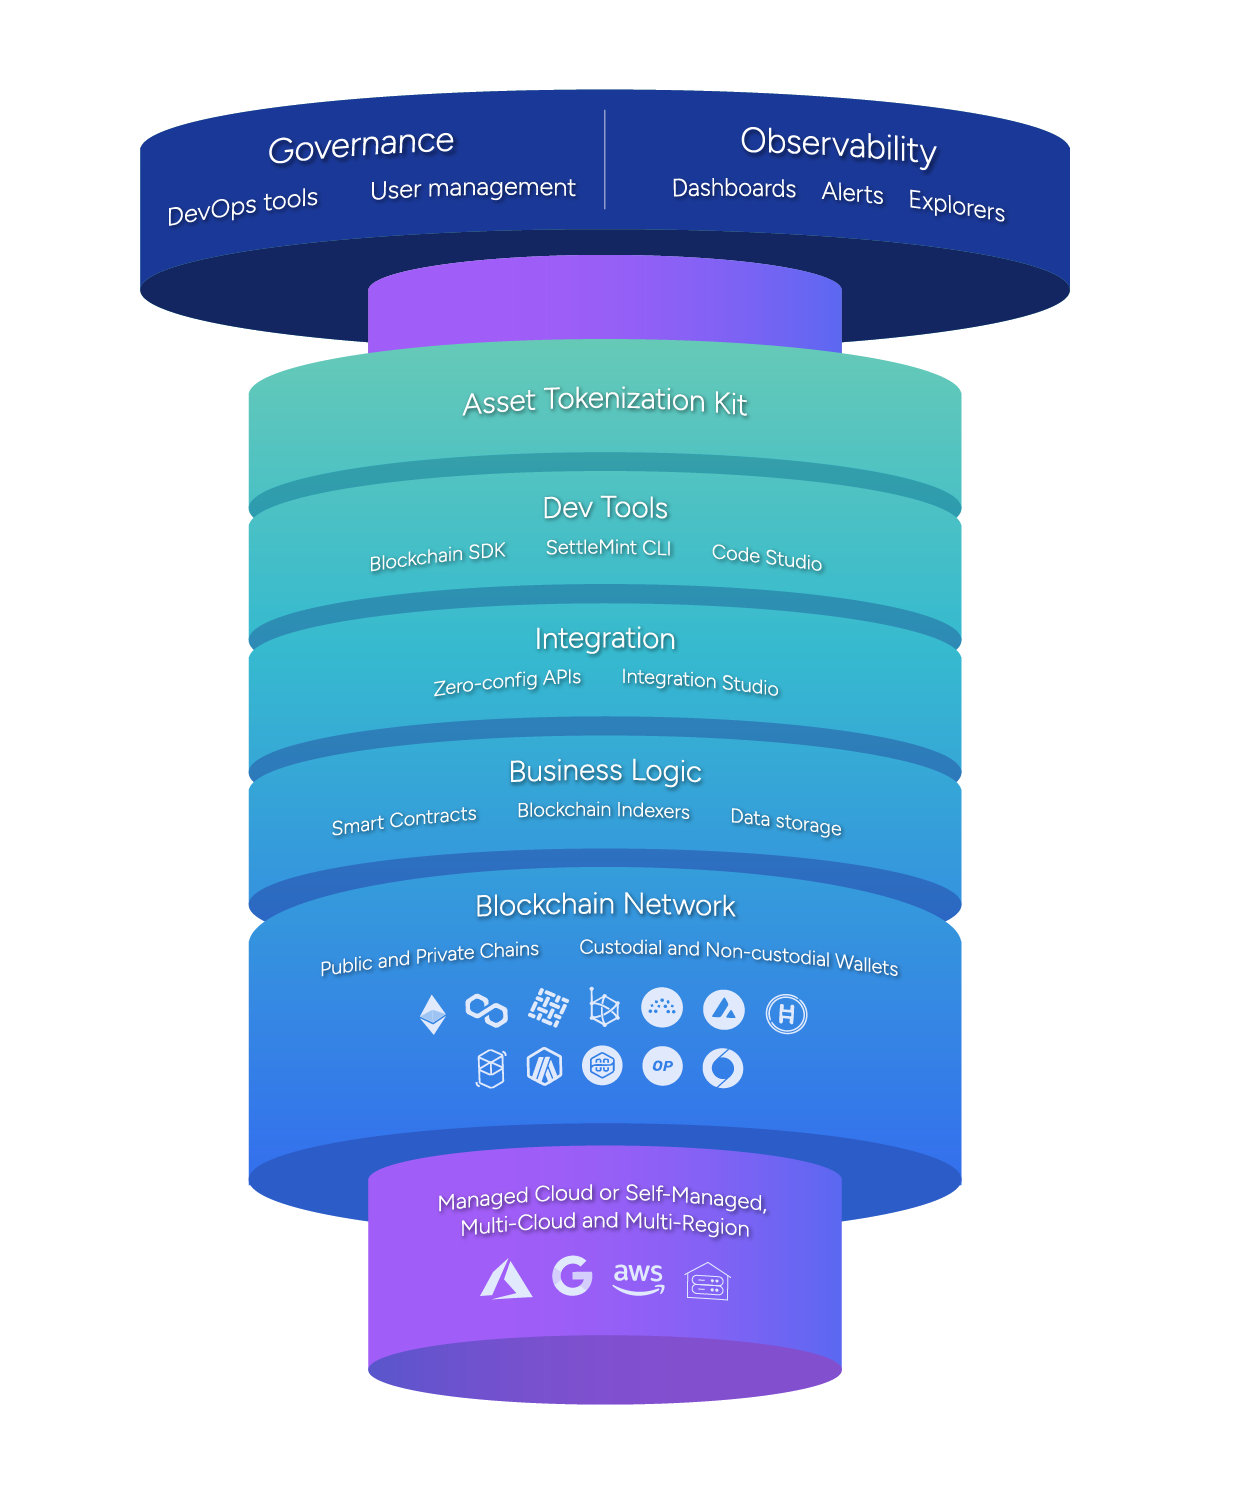 Governance
Observability
DevOps tools
User management
Dashboards
Alerts
Explorers
Asset Tokenization Kit
Dev Tools
Blockchain SDK
SettleMint CLI
Code Studio
Integration
Zero-config APIs
Integration Studio
Business Logic
Smart Contracts
Blockchain Indexers
Data storage
Blockchain Network
Public and Private Chains
Custodial and Non-custodial Wallets
H
OP
Managed Cloud or Self-Managed,
Multi-Cloud and Multi-Region
G
aws